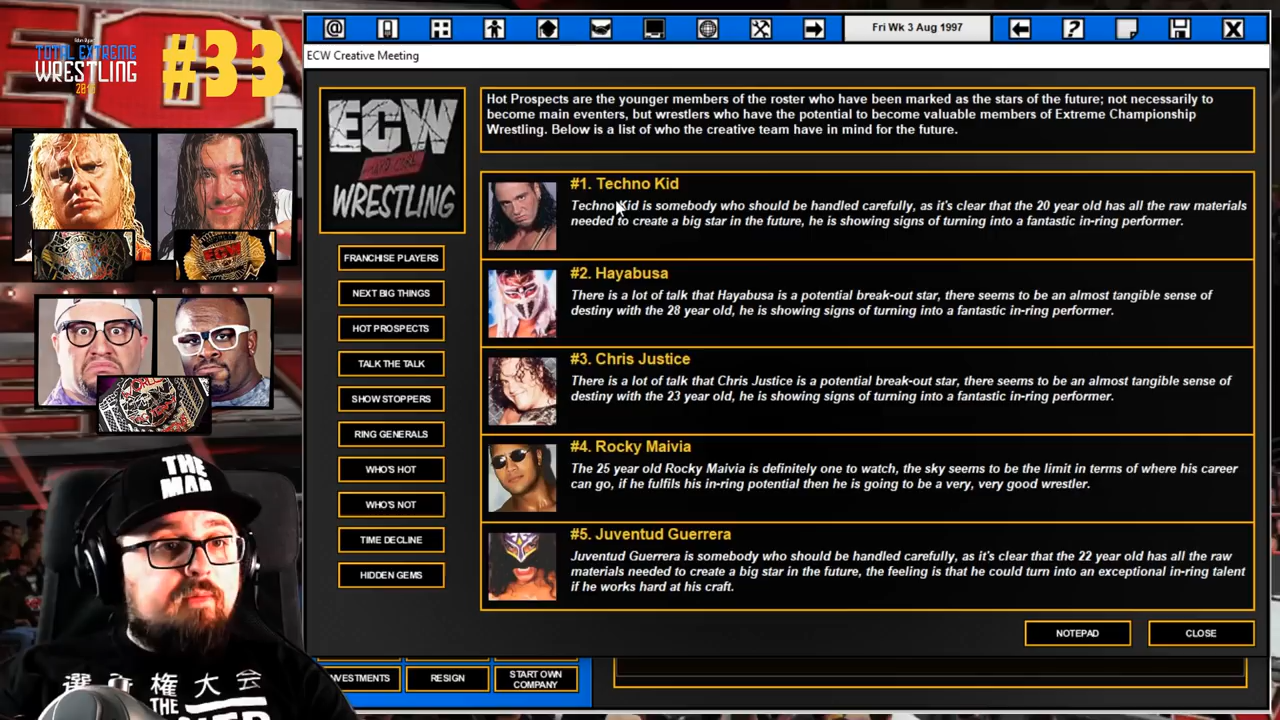 TOTAL EXTREME
WRESTLING
#33
Fri Wk 3 Aug 1997
ECW Creative Meeting
ECW
HARDCORE
WRESTLING
Hot Prospects are the younger members of the roster who have been marked as the stars of the future; not necessarily to
become main eventers, but wrestlers who have the potential to become valuable members of Extreme Championship
Wrestling. Below is a list of who the creative team have in mind for the future.
FRANCHISE PLAYERS
NEXT BIG THINGS
HOT PROSPECTS
TALK THE TALK
SHOW STOPPERS
RING GENERALS
WHO'S HOT
WHO'S NOT
TIME DECLINE
HIDDEN GEMS
#1. Techno Kid
Techno Kid is somebody who should be handled carefully, as it's clear that the 20 year old has all the raw materials
needed to create a big star in the future, he is showing signs of turning into a fantastic in-ring performer.
#2. Hayabusa
There is a lot of talk that Hayabusa is a potential break-out star, there seems to be an almost tangible sense of
destiny with the 28 year old, he is showing signs of turning into a fantastic in-ring performer.
#3. Chris Justice
There is a lot of talk that Chris Justice is a potential break-out star, there seems to be an almost tangible sense of
destiny with the 23 year old, he is showing signs of turning into a fantastic in-ring performer.
#4. Rocky Maivia
The 25 year old Rocky Maivia is definitely one to watch, the sky seems to be the limit in terms of where his career
can go, if he fulfils his in-ring potential then he is going to be a very, very good wrestler.
#5. Juventud Guerrera
Juventud Guerrera is somebody who should be handled carefully, as it's clear that the 22 year old has all the raw
materials needed to create a big star in the future, the feeling is that he could turn into an exceptional in-ring talent
if he works hard at his craft.
NOTEPAD
CLOSE
RESIGN
START OWN
COMPANY
THE
MAN
選手権大会
THE